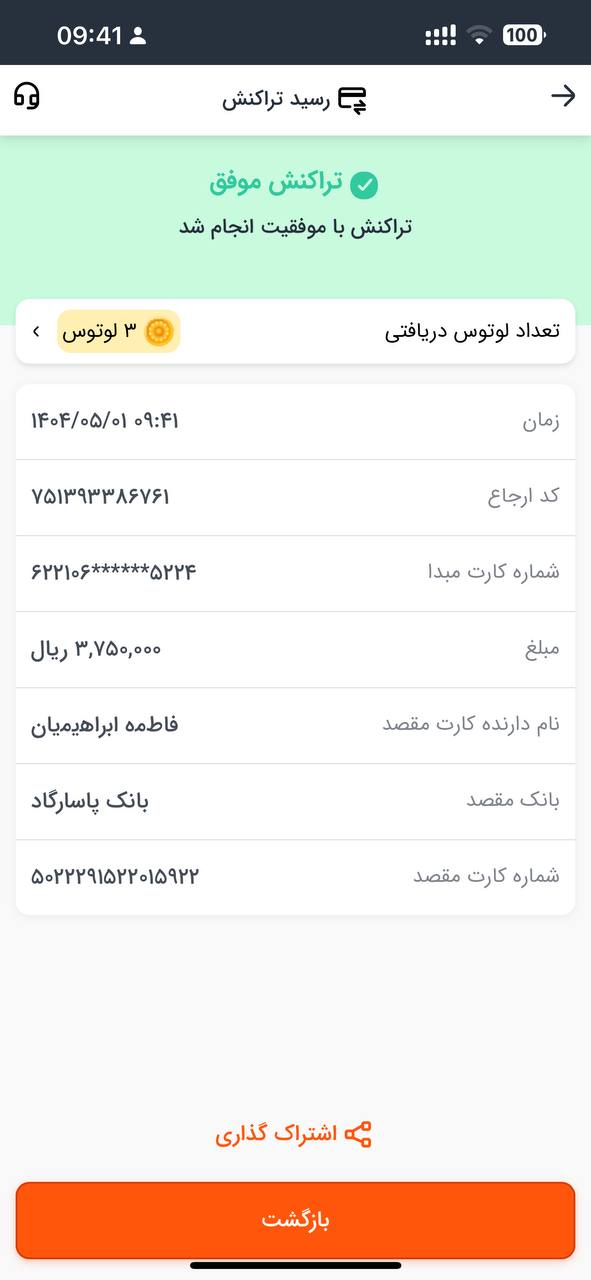 09:41
100
رسید تراکنش
تراکنش موفق
تراکنش با موفقیت انجام شد
تعداد لوتوس دریافتی ۳ لوتوس
زمان ۱۴۰۴/۰۵/۰۱ ۰۹:۴۱
کد ارجاع ۷۵۱۳۹۳۳۸۶۷۶۱
شماره کارت مبدا ۶۲۲۱۰۶******۵۲۲۴
مبلغ ۳,۷۵۰,۰۰۰ ریال
نام دارنده کارت مقصد فاطمه ابراهیمیان
بانک مقصد بانک پاسارگاد
شماره کارت مقصد ۵۰۲۲۲۹۱۵۲۲۰۱۵۹۲۲
اشتراک گذاری
بازگشت